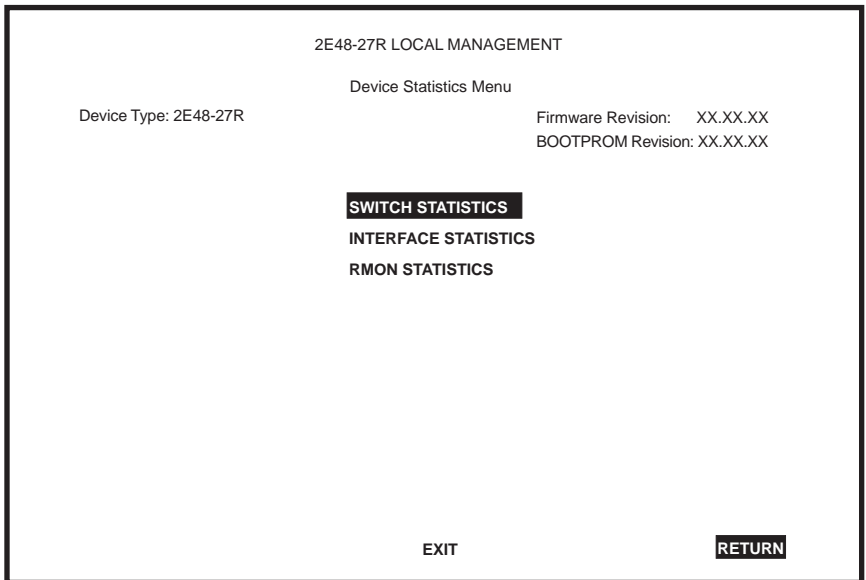 2E48-27R LOCAL MANAGEMENT
Device Statistics Menu
Device Type: 2E48-27R Firmware Revision: XX.XX.XX
BOOTPROM Revision: XX.XX.XX
SWITCH STATISTICS
INTERFACE STATISTICS
RMON STATISTICS
EXIT RETURN